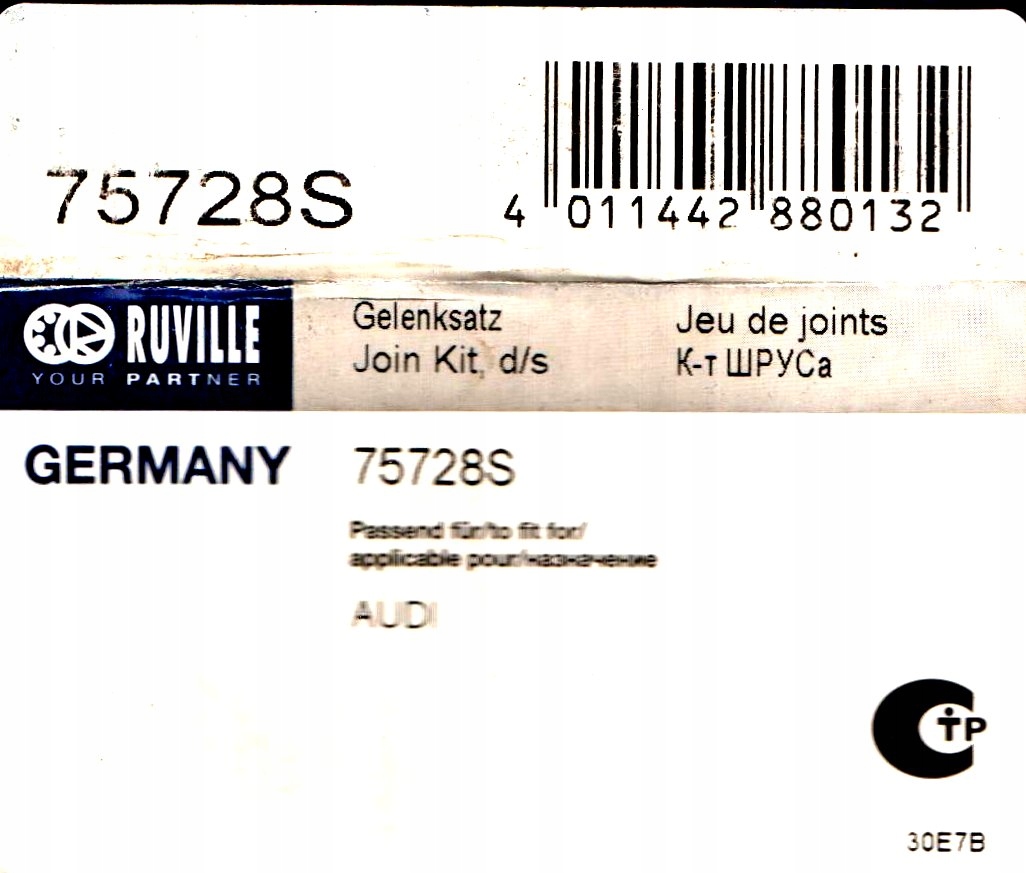 75728S
4 011442 880132
RUVILLE
YOUR PARTNER
Gelenksatz
Join Kit, d/s
Jeu de joints
К-т ШРУСа
GERMANY
75728S
Passend für/to fit for/
applicable pour/назначение
AUDI
СТР
30E7B